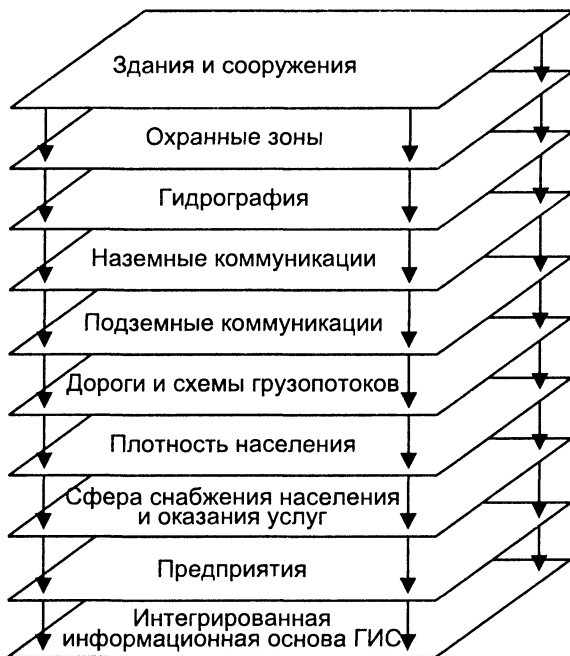 Здания и сооружения
Охранные зоны
Гидрография
Наземные коммуникации
Подземные коммуникации
Дороги и схемы грузопотоков
Плотность населения
Сфера снабжения населения
и оказания услуг
Предприятия
Интегрированная
информационная основа ГИС